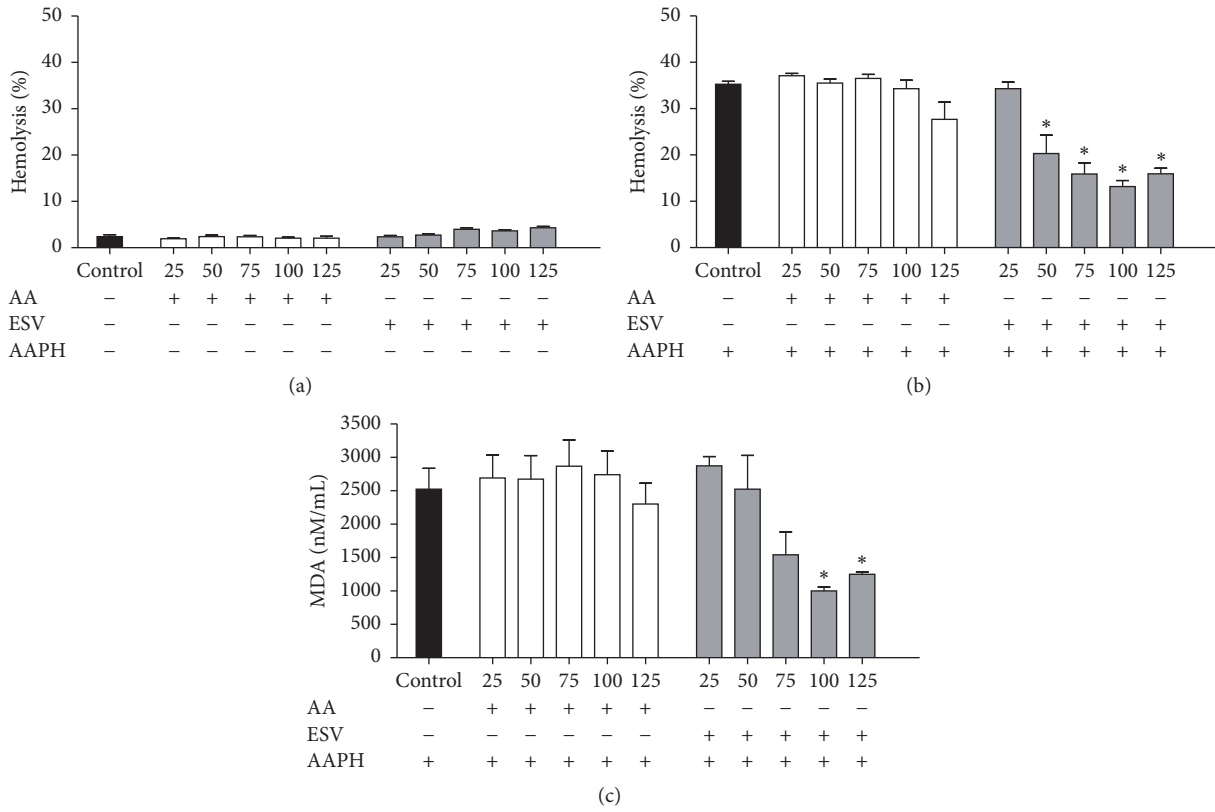 50
40
30
20
10
0
Hemolysis (%)
Control 25 50 75 100 125 25 50 75 100 125
AA − + + + + + − − − − −
ESV − − − − − − + + + + +
AAPH − − − − − − − − − − −
(a)
50
40
30
20
10
0
Hemolysis (%)
* * * * 
Control 25 50 75 100 125 25 50 75 100 125
AA − + + + + + − − − − −
ESV − − − − − − + + + + +
AAPH + + + + + + + + + + +
(b)
3500
3000
2500
2000
1500
1000
500
0
MDA (nM/mL)
* *
Control 25 50 75 100 125 25 50 75 100 125
AA − + + + + + − − − − −
ESV − − − − − − + + + + +
AAPH + + + + + + + + + + +
(c)